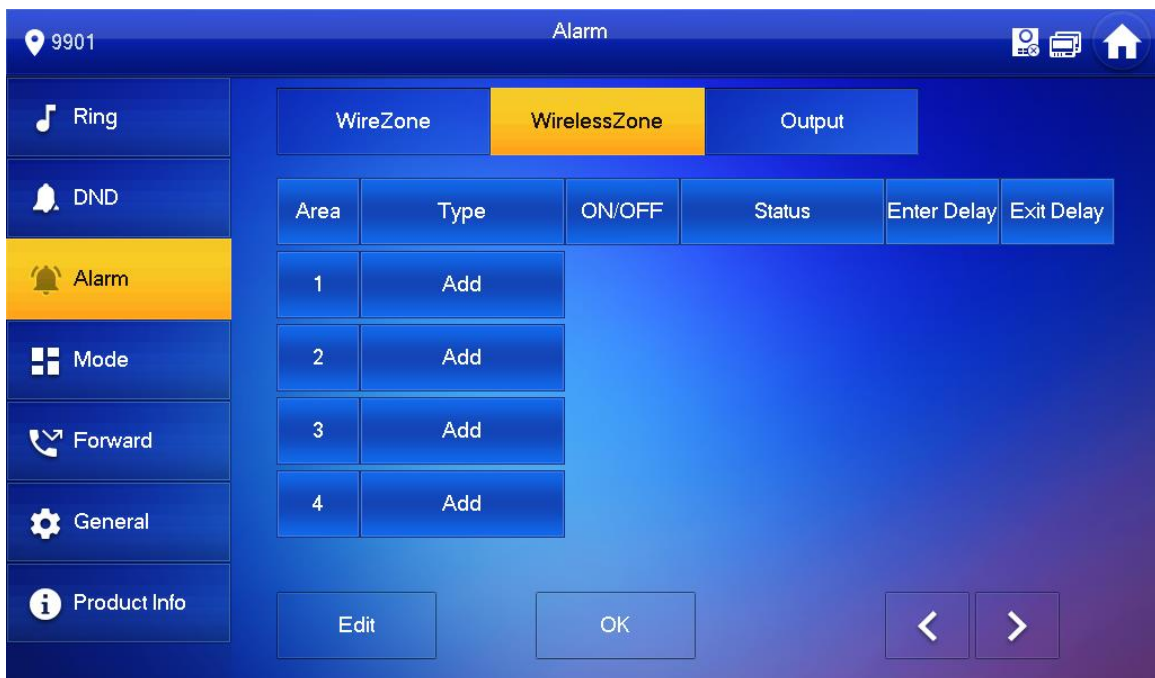 9901
Alarm
Ring
DND
Alarm
Mode
Forward
General
Product Info
WireZone WirelessZone Output
Area Type ON/OFF Status Enter Delay Exit Delay
1 Add
2 Add
3 Add
4 Add
Edit OK